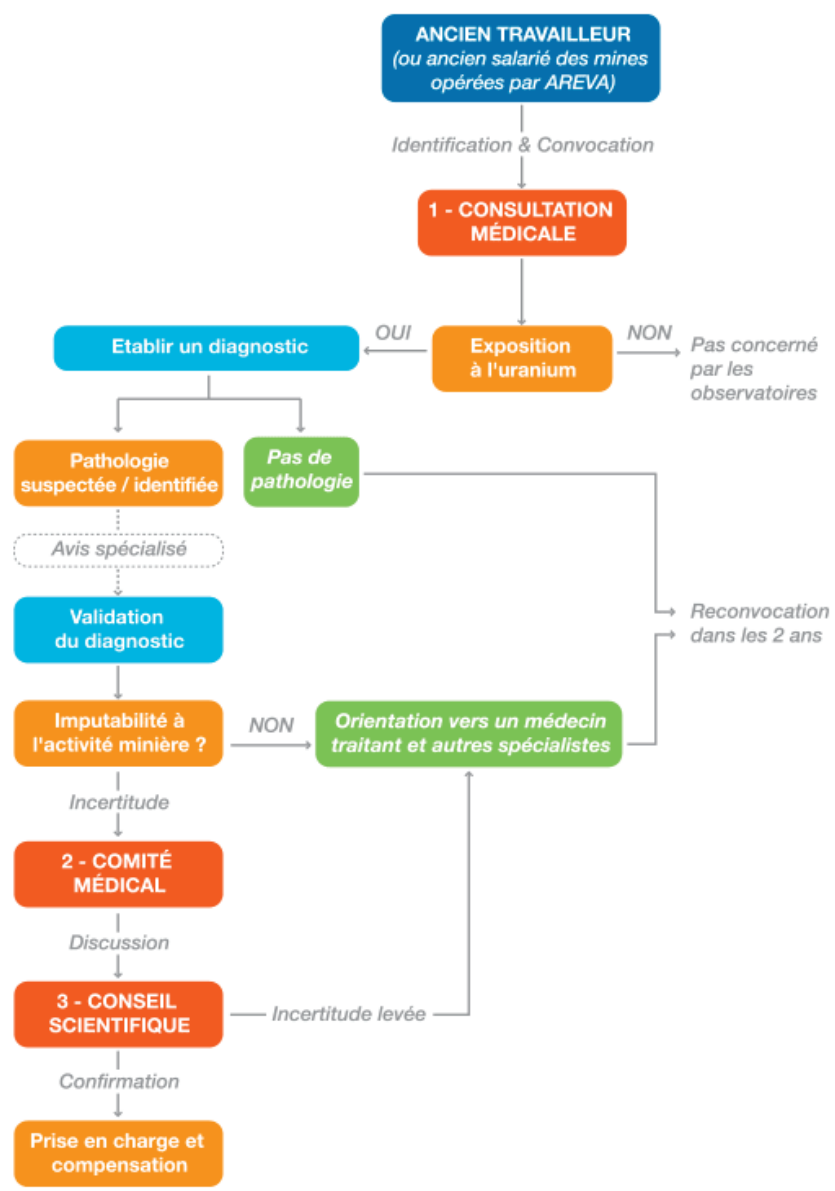 ANCIEN TRAVAILLEUR
(ou ancien salarié des mines
opérées par AREVA)
Identification & Convocation
1 - CONSULTATION
MÉDICALE
Exposition
à l'uranium
OUI
NON
Pas concerné
par les
observatoires
Etablir un diagnostic
Pathologie
suspectée / identifiée
Pas de
pathologie
Avis spécialisé
Validation
du diagnostic
Reconvocation
dans les 2 ans
Imputabilité à
l'activité minière ?
NON
Orientation vers un médecin
traitant et autres spécialistes
Incertitude
2 - COMITÉ
MÉDICAL
Discussion
3 - CONSEIL
SCIENTIFIQUE
Incertitude levée
Confirmation
Prise en charge et
compensation